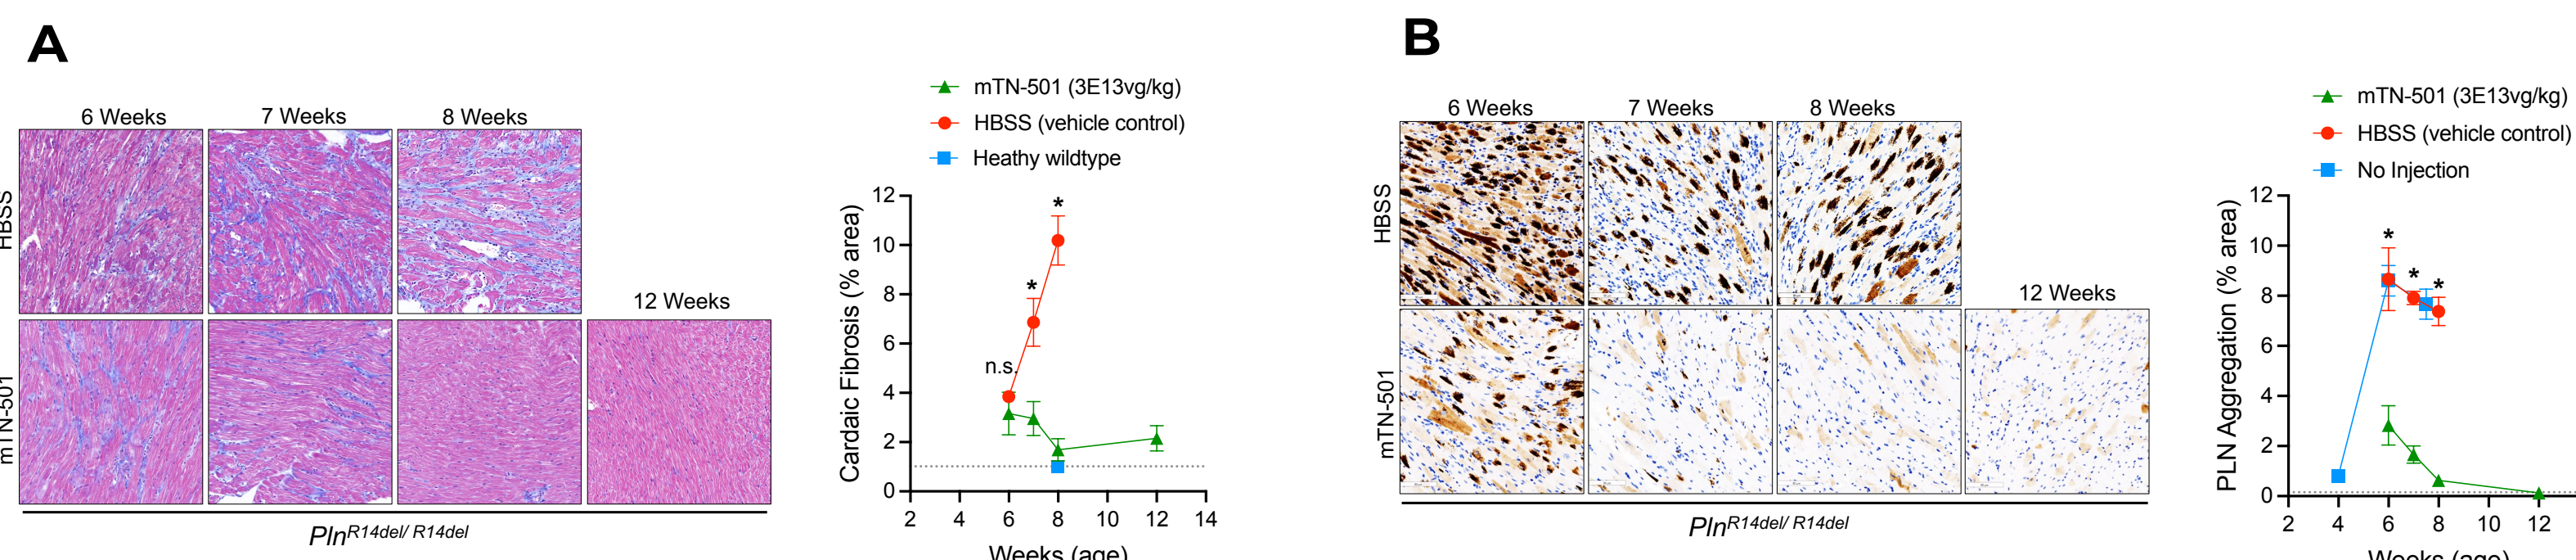 A
6 Weeks
7 Weeks
8 Weeks
12 Weeks
HBSS
mTN-501
Pln^R14del/ R14del
mTN-501 (3E13vg/kg)
HBSS (vehicle control)
Heathy wildtype
Cardiac Fibrosis (% area)
12
10
8
6
4
2
0
*
*
n.s.
2 4 6 8 10 12 14
Weeks (age)
B
6 Weeks
7 Weeks
8 Weeks
12 Weeks
HBSS
mTN-501
Pln^R14del/ R14del
mTN-501 (3E13vg/kg)
HBSS (vehicle control)
No Injection
PLN Aggregation (% area)
12
10
8
6
4
2
0
*
*
*
2 4 6 8 10 12
Weeks (age)